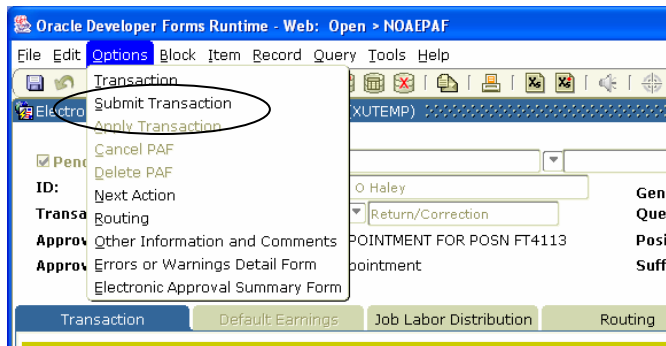 Oracle Developer Forms Runtime - Web: Open > NOAEPAF
File Edit Options Block Item Record Query Tools Help
Transaction
Submit Transaction
Electro (XUTEMP)
Apply Transaction
Cancel PAF
Pend
Delete PAF
ID: Next Action O Haley Gen
Transa Routing Return/Correction Que
Approv Other Information and Comments POINTMENT FOR POSN FT4113 Posi
Approv Errors or Warnings Detail Form pointment Suff
Electronic Approval Summary Form
Transaction Default Earnings Job Labor Distribution Routing